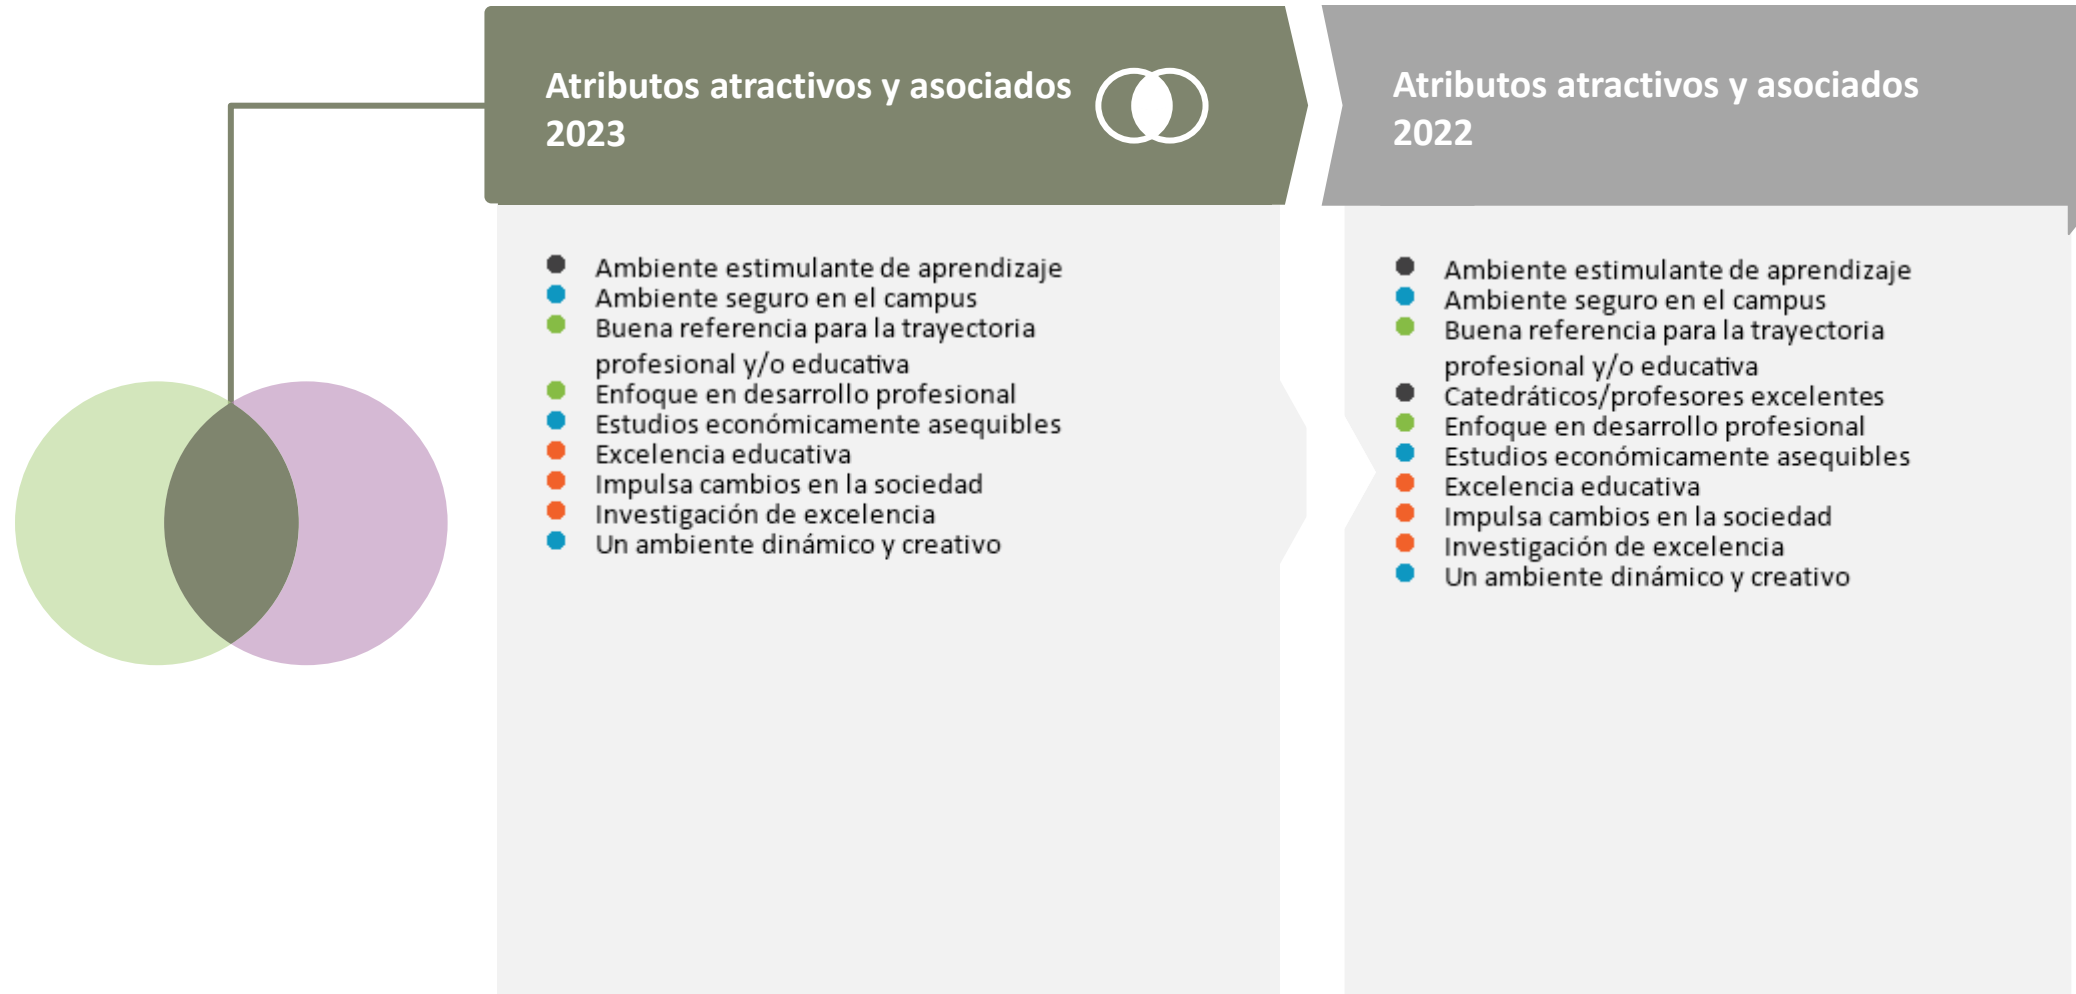 Atributos atractivos y asociados
2023
Ambiente estimulante de aprendizaje
Ambiente seguro en el campus
Buena referencia para la trayectoria
profesional y/o educativa
Enfoque en desarrollo profesional
Estudios económicamente asequibles
Excelencia educativa
Impulsa cambios en la sociedad
Investigación de excelencia
Un ambiente dinámico y creativo
Atributos atractivos y asociados
2022
Ambiente estimulante de aprendizaje
Ambiente seguro en el campus
Buena referencia para la trayectoria
profesional y/o educativa
Catedráticos/profesores excelentes
Enfoque en desarrollo profesional
Estudios económicamente asequibles
Excelencia educativa
Impulsa cambios en la sociedad
Investigación de excelencia
Un ambiente dinámico y creativo